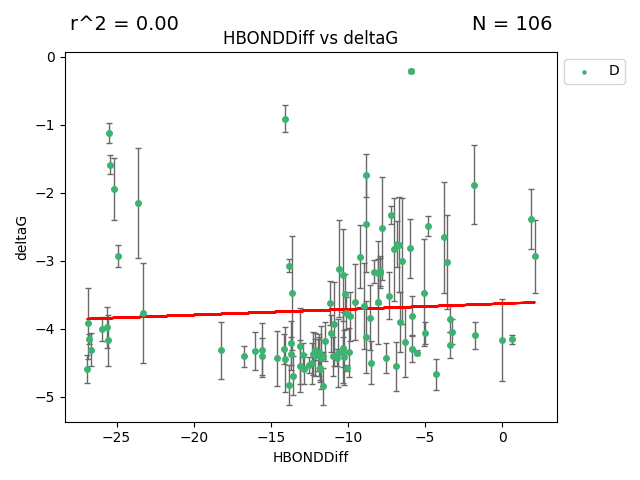 r^2 = 0.00
N = 106
HBONDDiff vs deltaG
D
0
−1
−2
−3
−4
−5
deltaG
−25
−20
−15
−10
−5
0
HBONDDiff